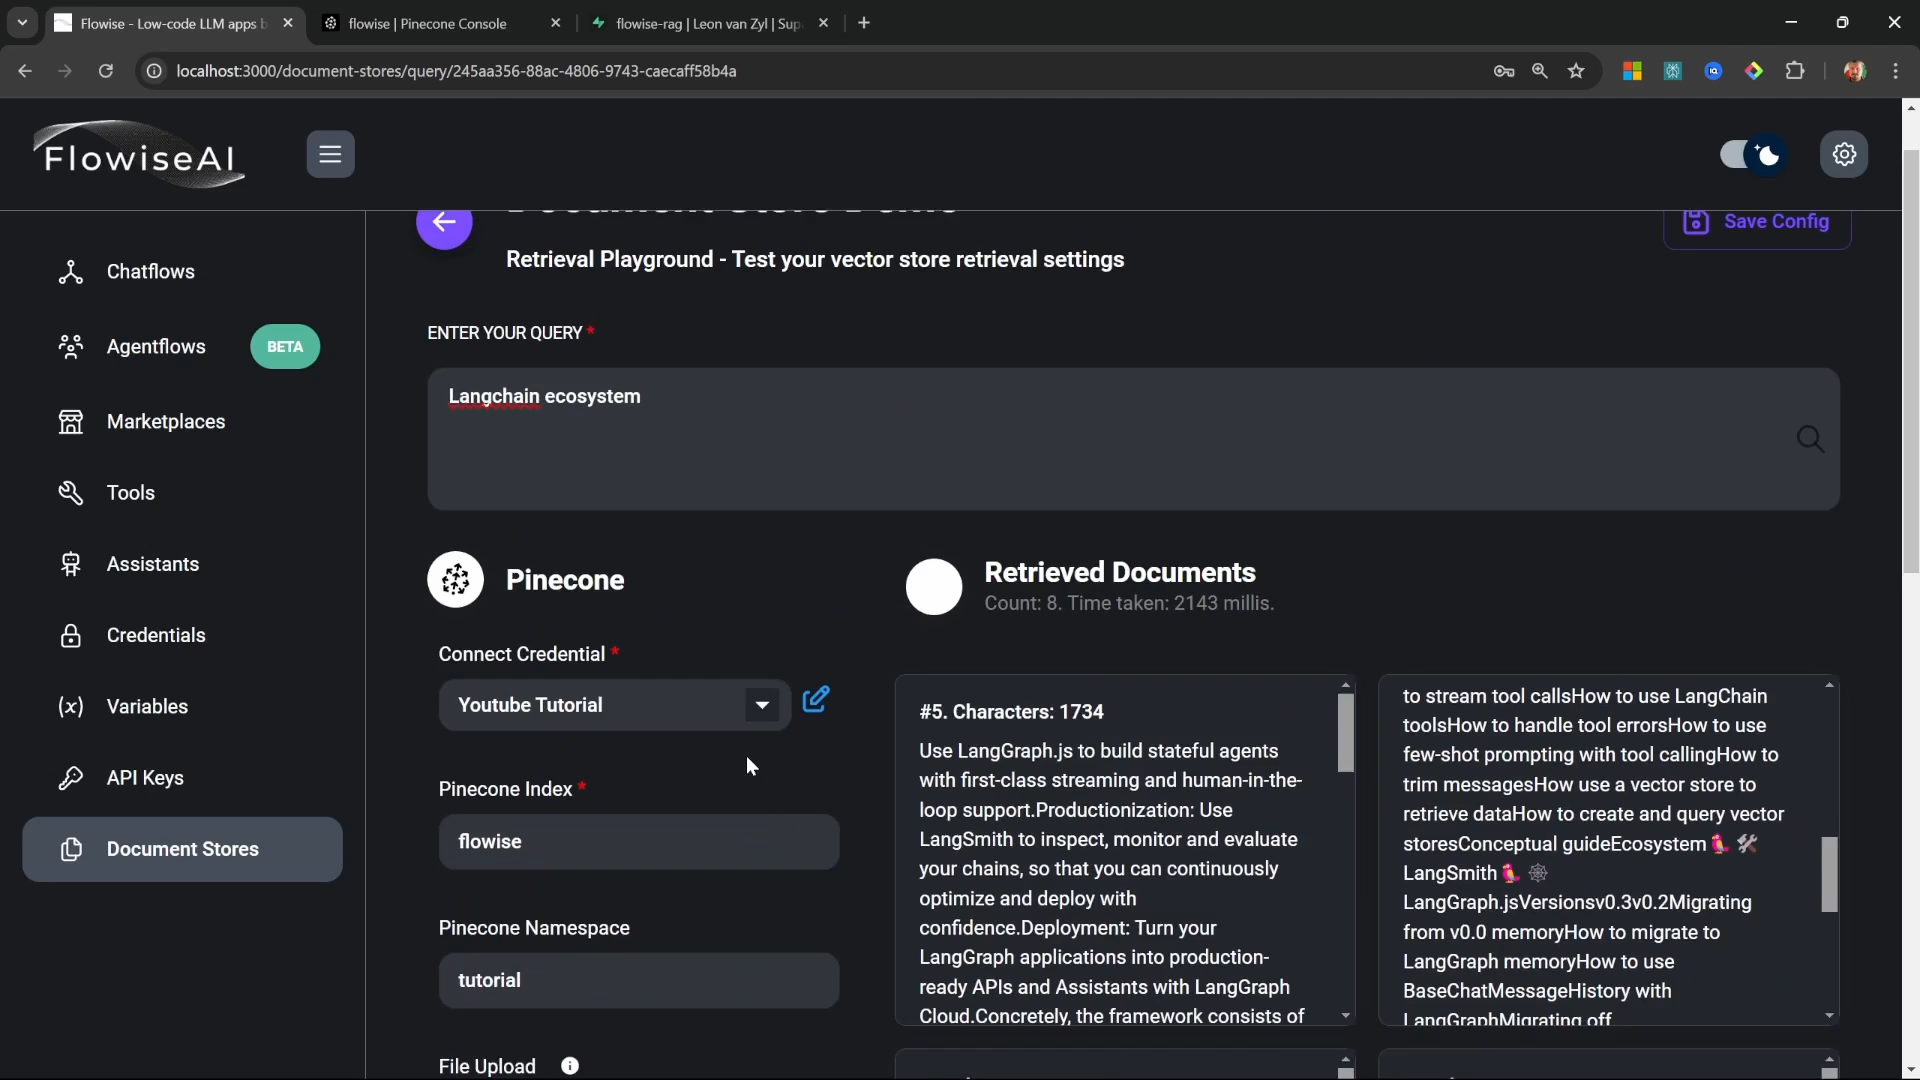 Flowise - Low-code LLM apps b
flowise | Pinecone Console
flowise-rag | Leon van Zyl | Sup
localhost:3000/document-stores/query/245aa356-88ac-4806-9743-caecaff58b4a
FlowiseAI
Save Config
Retrieval Playground - Test your vector store retrieval settings
Chatflows
Agentflows
BETA
Marketplaces
Tools
Assistants
Credentials
(x) Variables
API Keys
Document Stores
ENTER YOUR QUERY *
Langchain ecosystem
Pinecone
Connect Credential *
Youtube Tutorial
Pinecone Index *
flowise
Pinecone Namespace
tutorial
File Upload
Retrieved Documents
Count: 8. Time taken: 2143 millis.
#5. Characters: 1734
Use LangGraph.js to build stateful agents
with first-class streaming and human-in-the-
loop support.Productionization: Use
LangSmith to inspect, monitor and evaluate
your chains, so that you can continuously
optimize and deploy with
confidence.Deployment: Turn your
LangGraph applications into production-
ready APIs and Assistants with LangGraph
Cloud.Concretely, the framework consists of
to stream tool callsHow to use LangChain
toolsHow to handle tool errorsHow to use
few-shot prompting with tool callingHow to
trim messagesHow use a vector store to
retrieve dataHow to create and query vector
storesConceptual guideEcosystem🦜🛠️
LangSmith🦜🕸️
LangGraph.jsVersionsv0.3v0.2Migrating
from v0.0 memoryHow to migrate to
LangGraph memoryHow to use
BaseChatMessageHistory with
LangGraphMigrating off